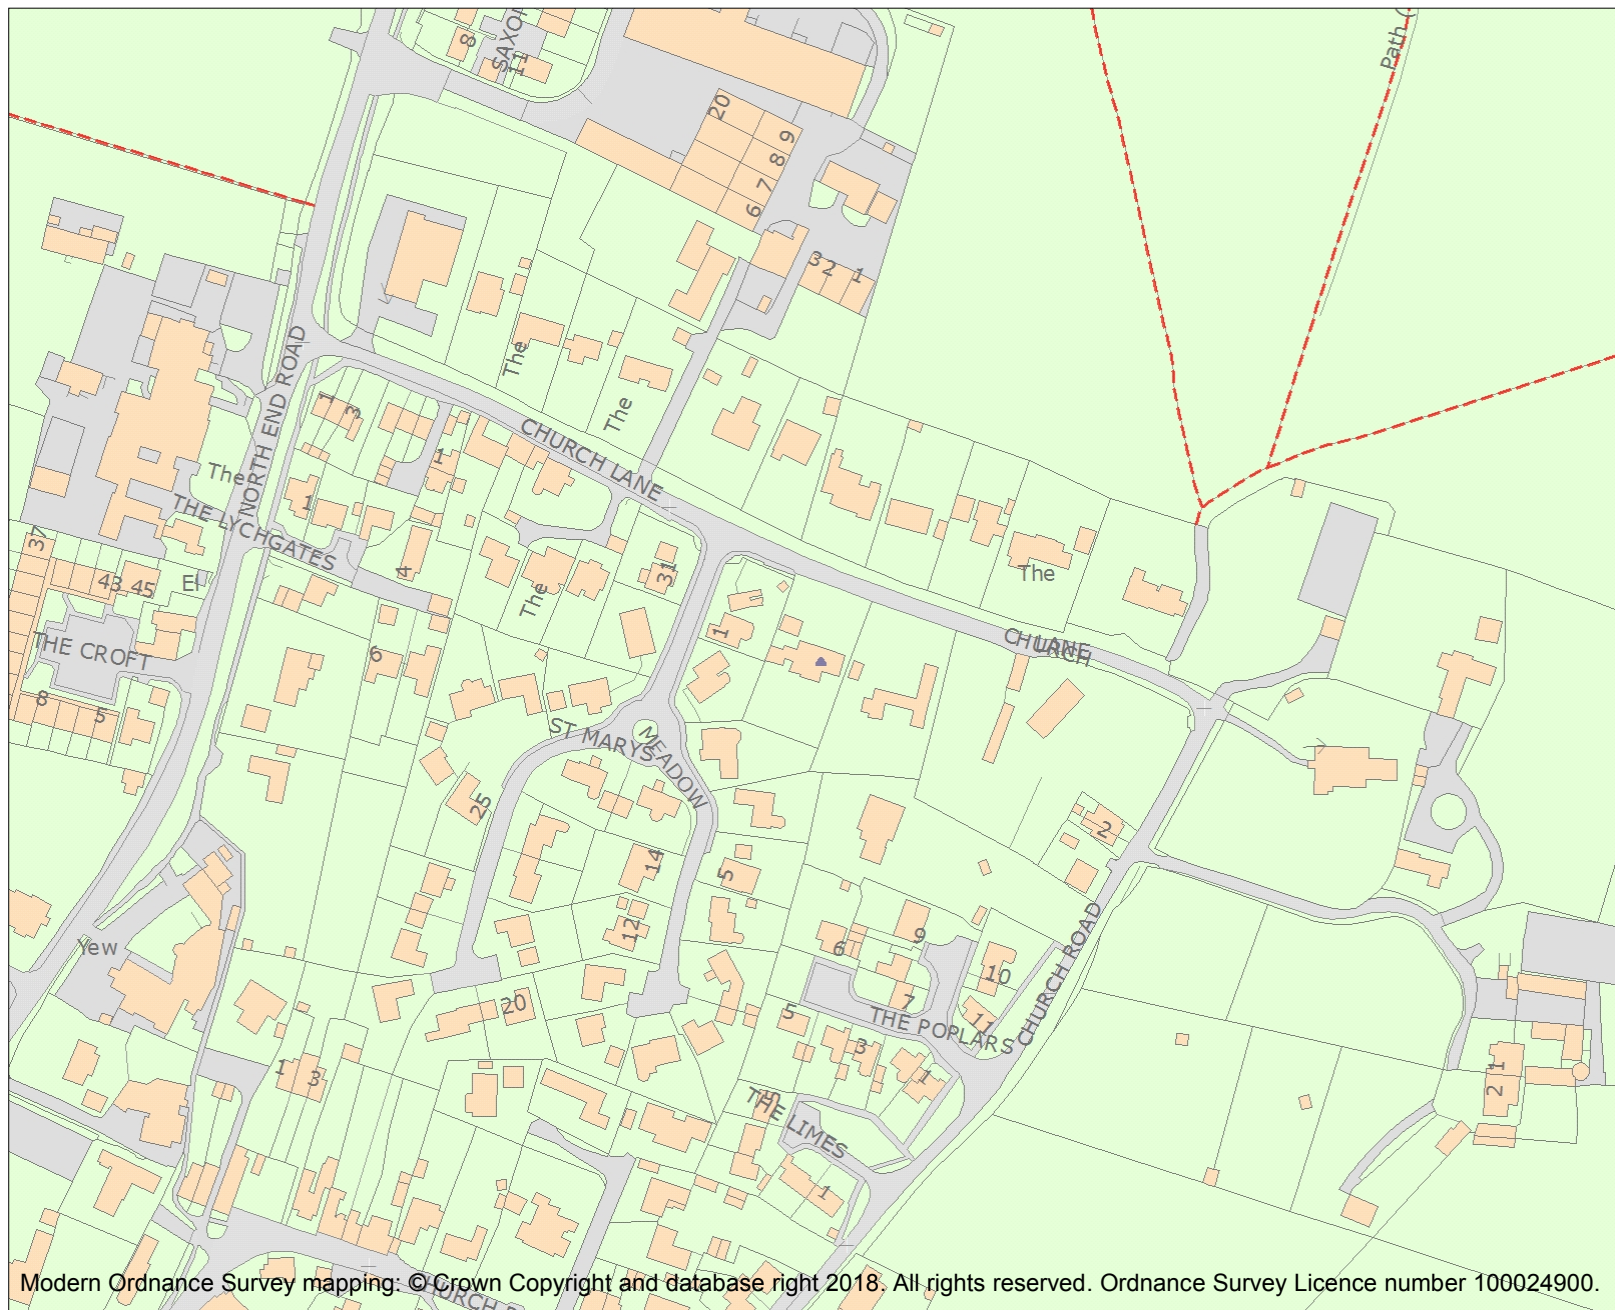 8
SAXO
11
Path (
20
9
8
7
6
3
2
1
The
The
1
3
NORTH END ROAD
CHURCH LANE
1
The
1
THE LYCHGATES
37
43
45
El
4
The
31
The
THE CROFT
8
5
6
1
CHURCH
LANE
ST MARYS
MEADOW
25
14
12
5
2
Yew
20
6
9
10
7
11
5
THE POPLARS
CHURCH ROAD
3
1
1
3
5
THE LIMES
1
1
2
CHURCH R
Modern Ordnance Survey mapping: © Crown Copyright and database right 2018. All rights reserved. Ordnance Survey Licence number 100024900.